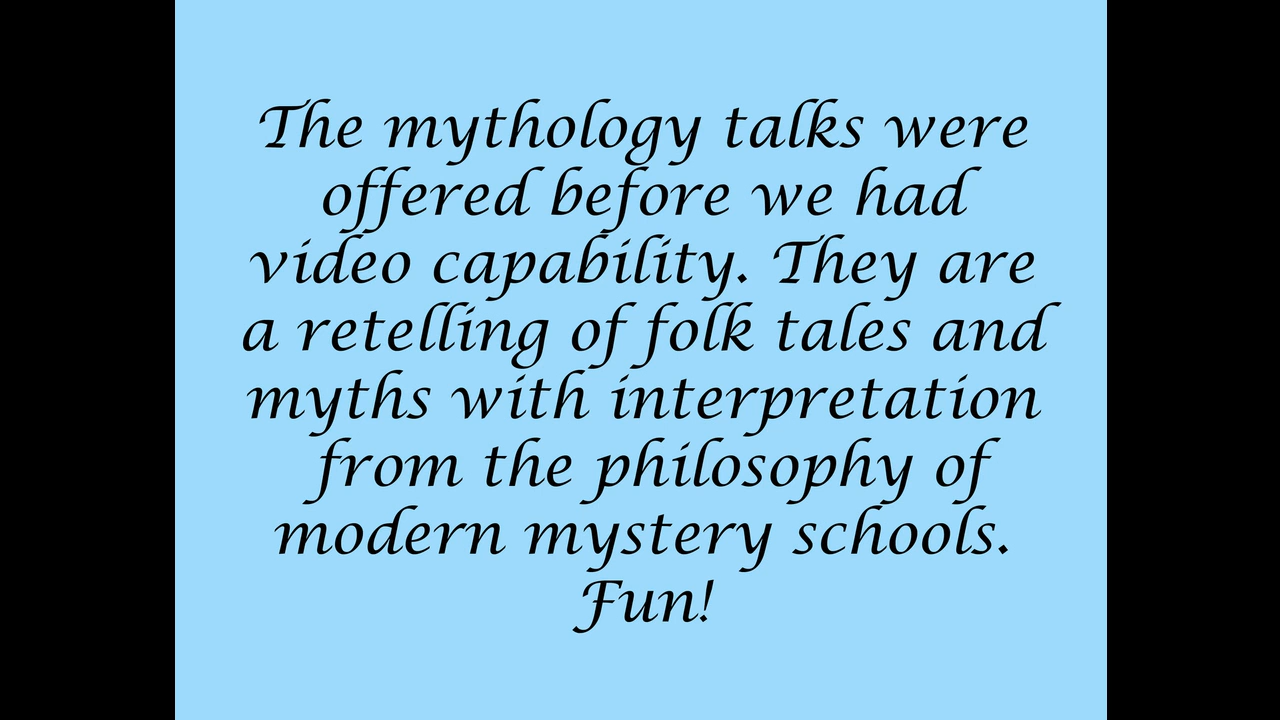 The mythology talks were
offered before we had
video capability. They are
a retelling of folk tales and
myths with interpretation
from the philosophy of
modern mystery schools.
Fun!